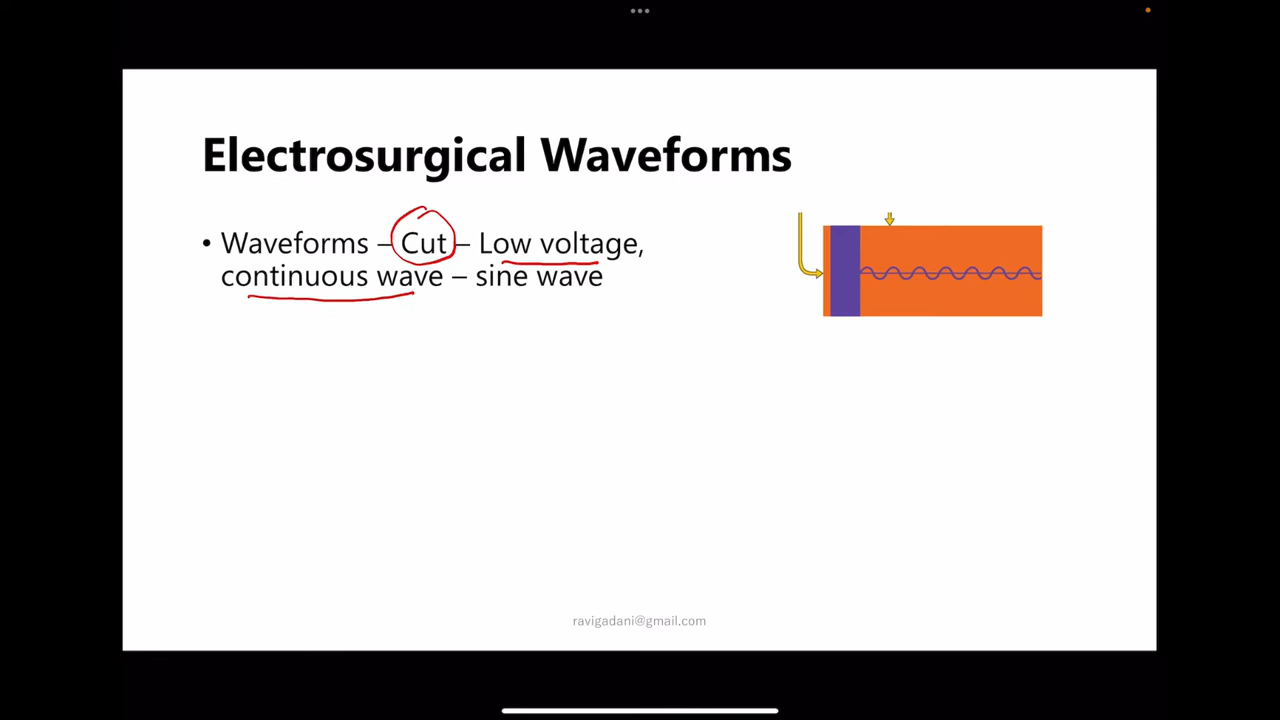 Electrosurgical Waveforms
• Waveforms – Cut – Low voltage,
continuous wave – sine wave
ravigadani@gmail.com